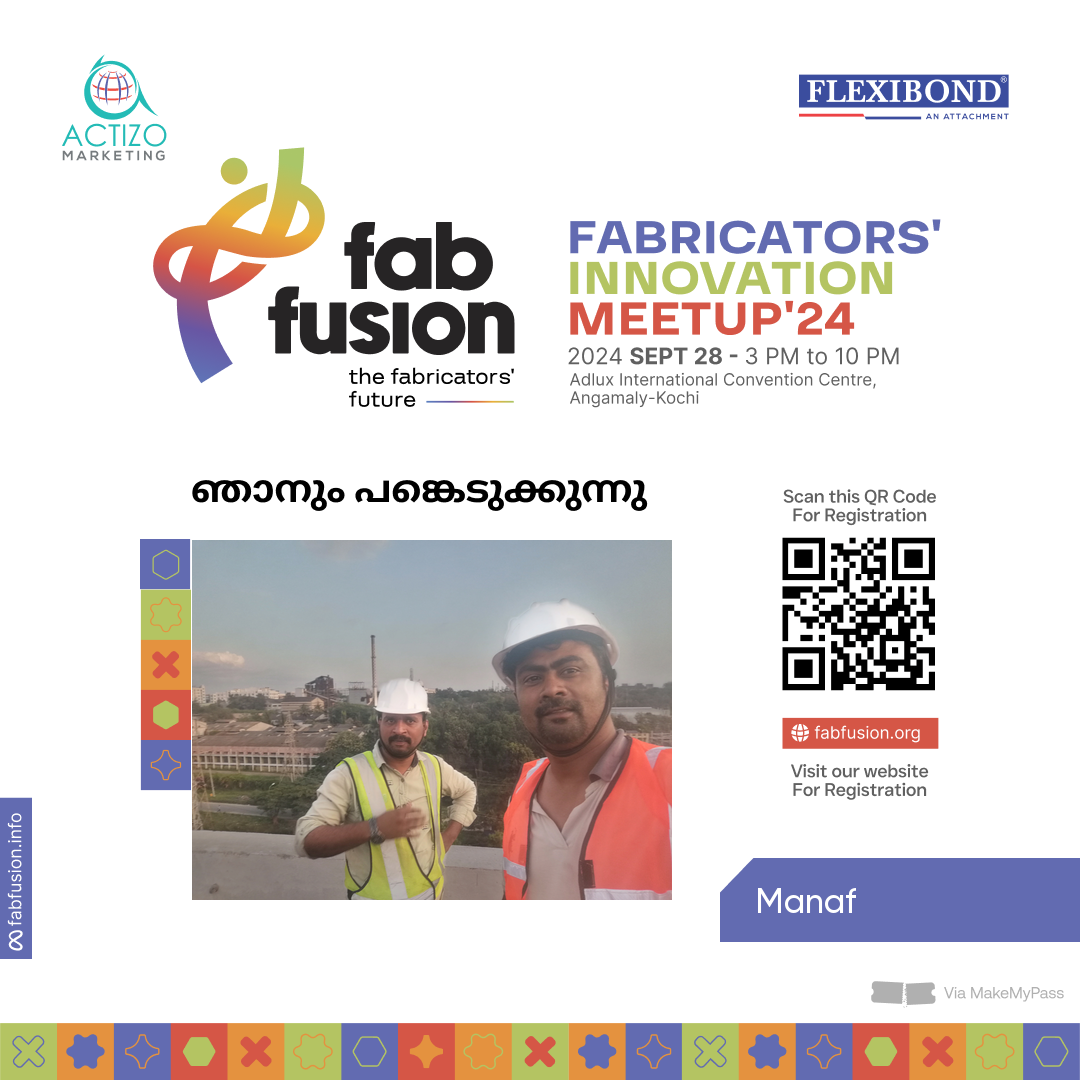 ACTIZO
MARKETING
FLEXIBOND®
AN ATTACHMENT
fab
fusion
the fabricators'
future
FABRICATORS'
INNOVATION
MEETUP'24
2024 SEPT 28 - 3 PM to 10 PM
Adlux International Convention Centre,
Angamaly-Kochi
ഞാനും പങ്കെടുക്കുന്നു
Scan this QR Code
For Registration
fabfusion.org
Visit our website
For Registration
fabfusion.info
Manaf
Via MakeMyPass